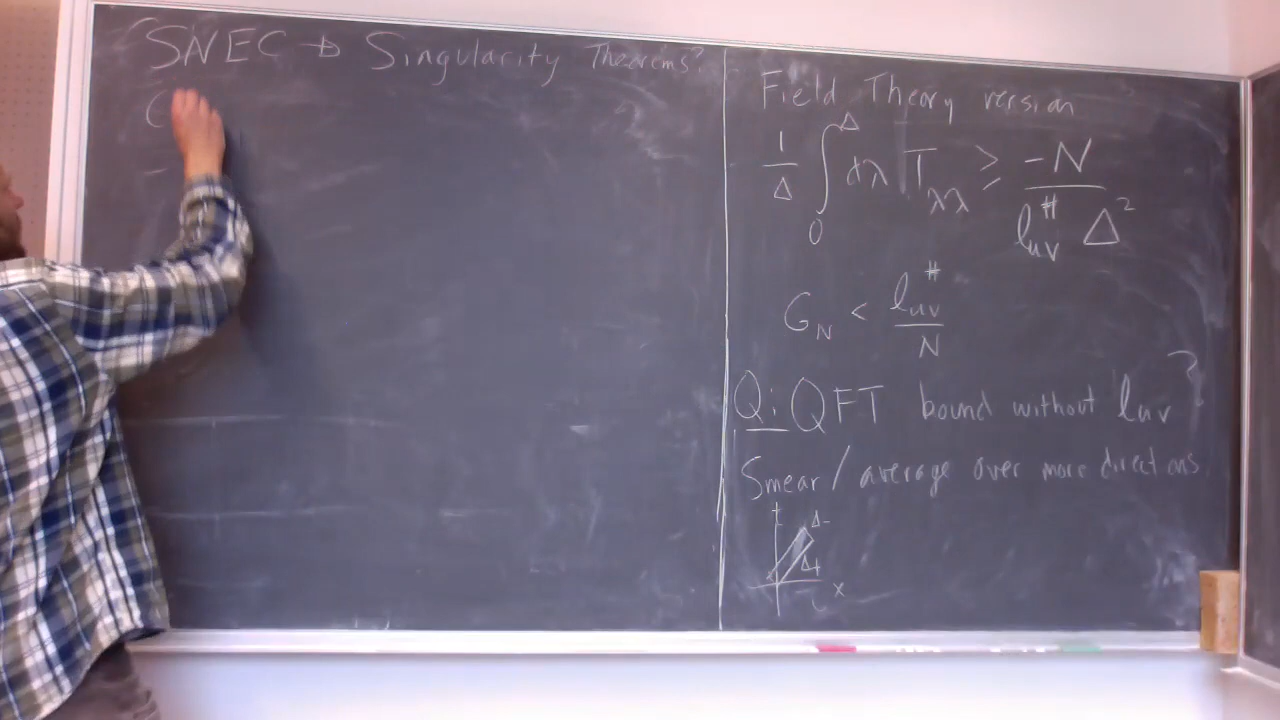 SNEC → Singularity Theorems?
(
Field Theory version
1/Δ ∫₀^Δ dλ T_λλ ≥ -N / (l_uv^# Δ²)
G_N < l_uv^# / N
Q: QFT bound without l_uv?
Smear/average over more directions
t Δ-
Δ+
x